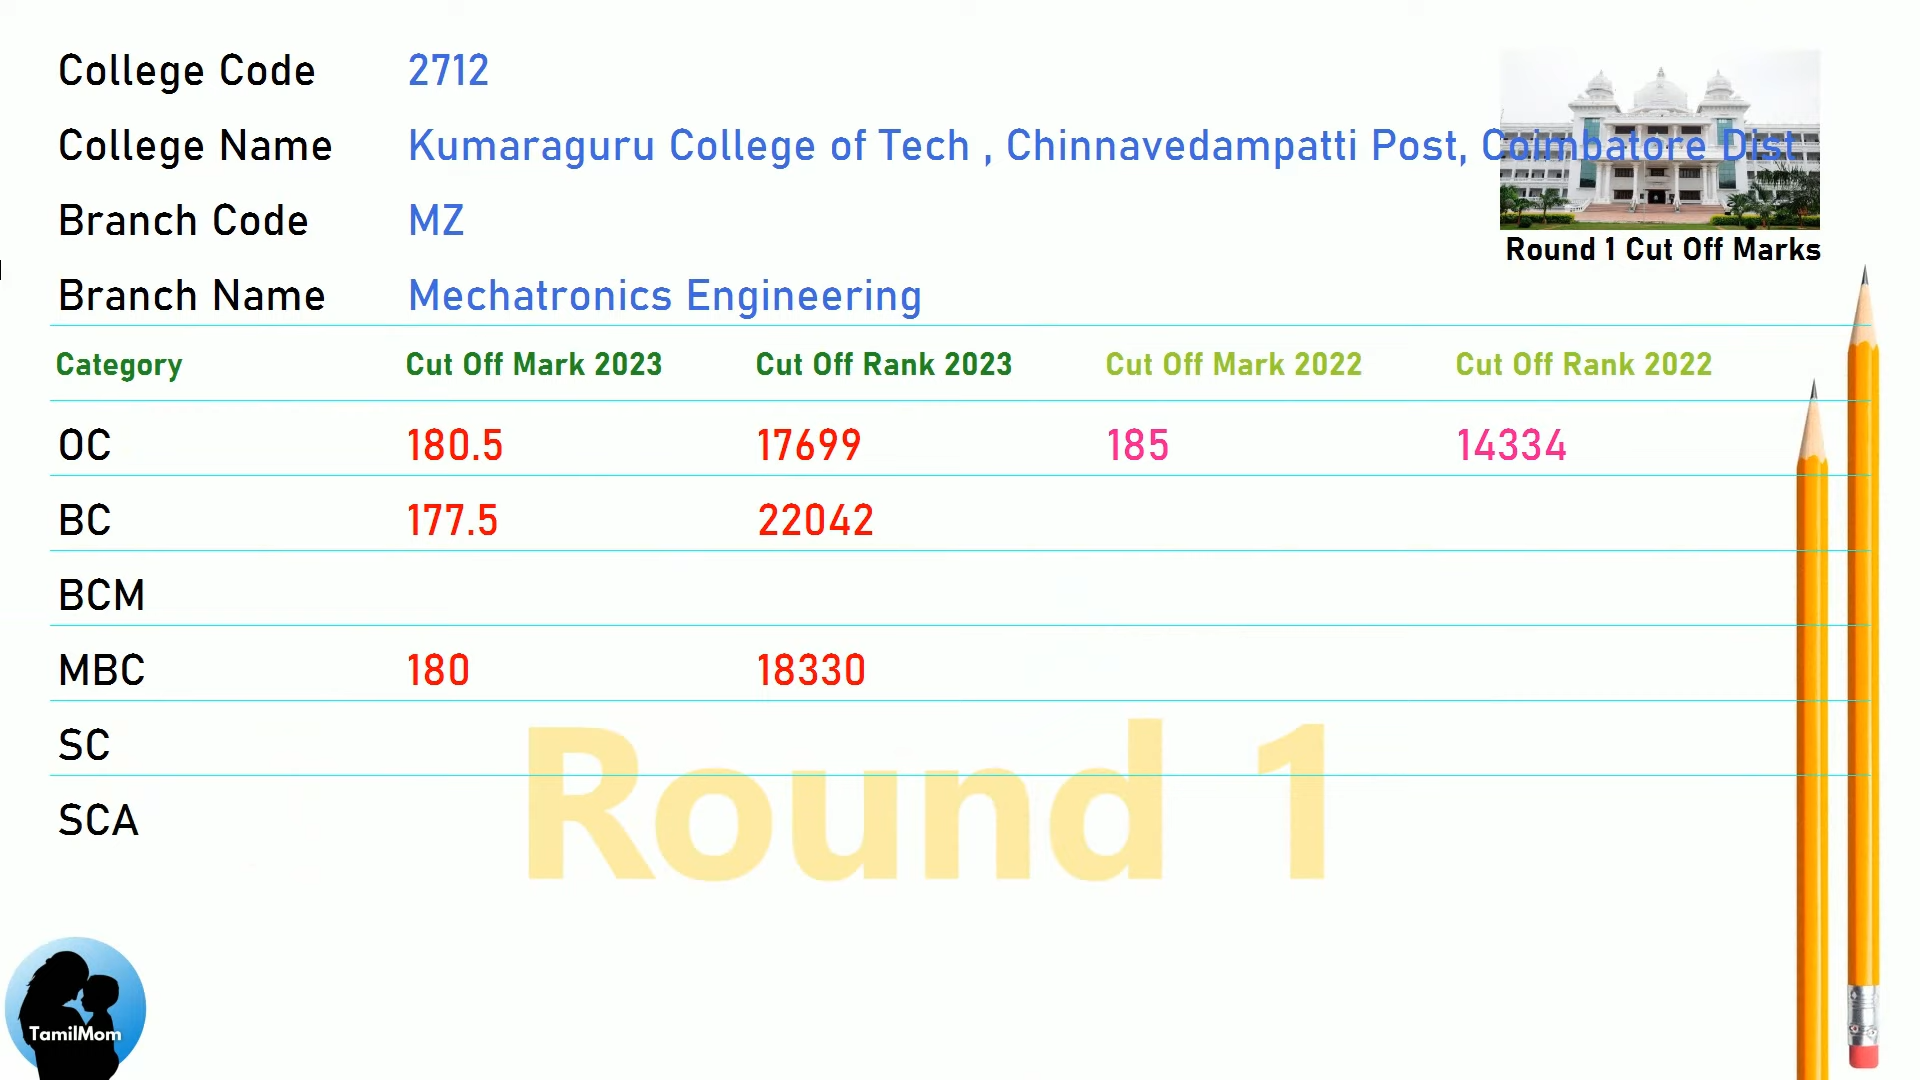 College Code 2712
College Name Kumaraguru College of Tech , Chinnavedampatti Post, Coimbatore Dist
Branch Code MZ
Round 1 Cut Off Marks
Branch Name Mechatronics Engineering
Category Cut Off Mark 2023 Cut Off Rank 2023 Cut Off Mark 2022 Cut Off Rank 2022
OC 180.5 17699 185 14334
BC 177.5 22042
BCM
MBC 180 18330
SC
SCA
Round 1
TamilMom